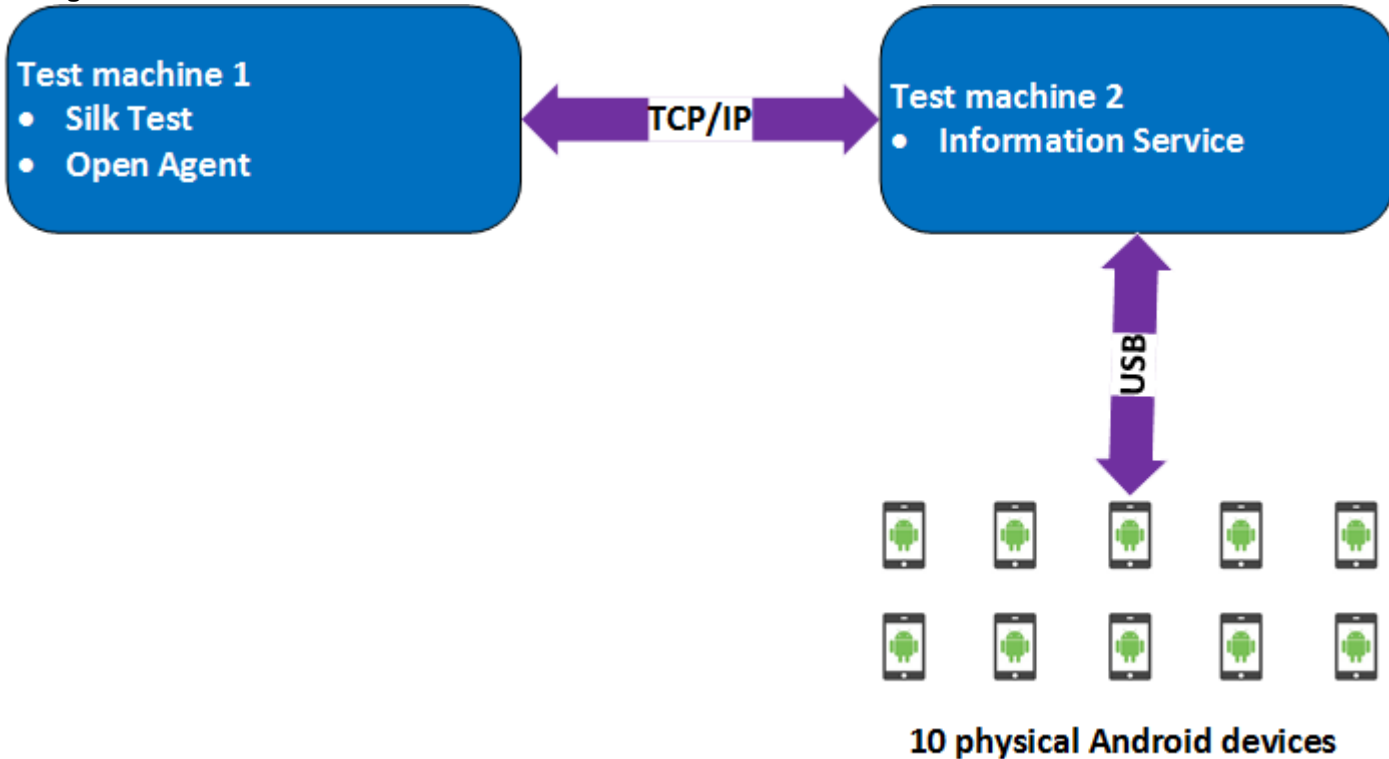 Test machine 1
• Silk Test
• Open Agent
TCP/IP
Test machine 2
• Information Service
USB
10 physical Android devices